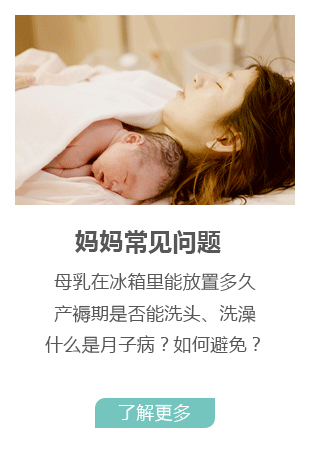 妈妈常见问题
母乳在冰箱里能放置多久
产褥期是否能洗头、洗澡
什么是月子病？如何避免？
了解更多